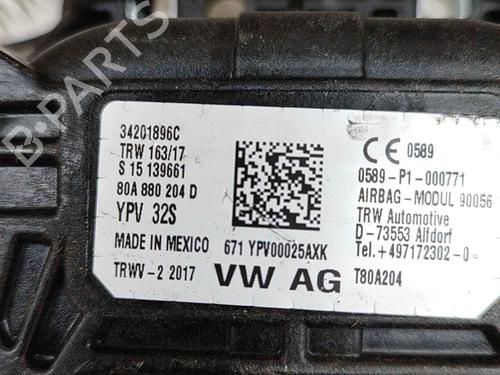 B-PARTS
34201896C
TRW 163/17
S 15 139661
80A 880 204 D
YPV 32S
MADE IN MEXICO
TRWV-2 2017
671 YPV00025AXK
VW AG
CE 0589
0589-P1-000771
AIRBAG-MODUL 90056
TRW Automotive
D-73553 Alfdorf
Tel.+497172302-0
T80A204